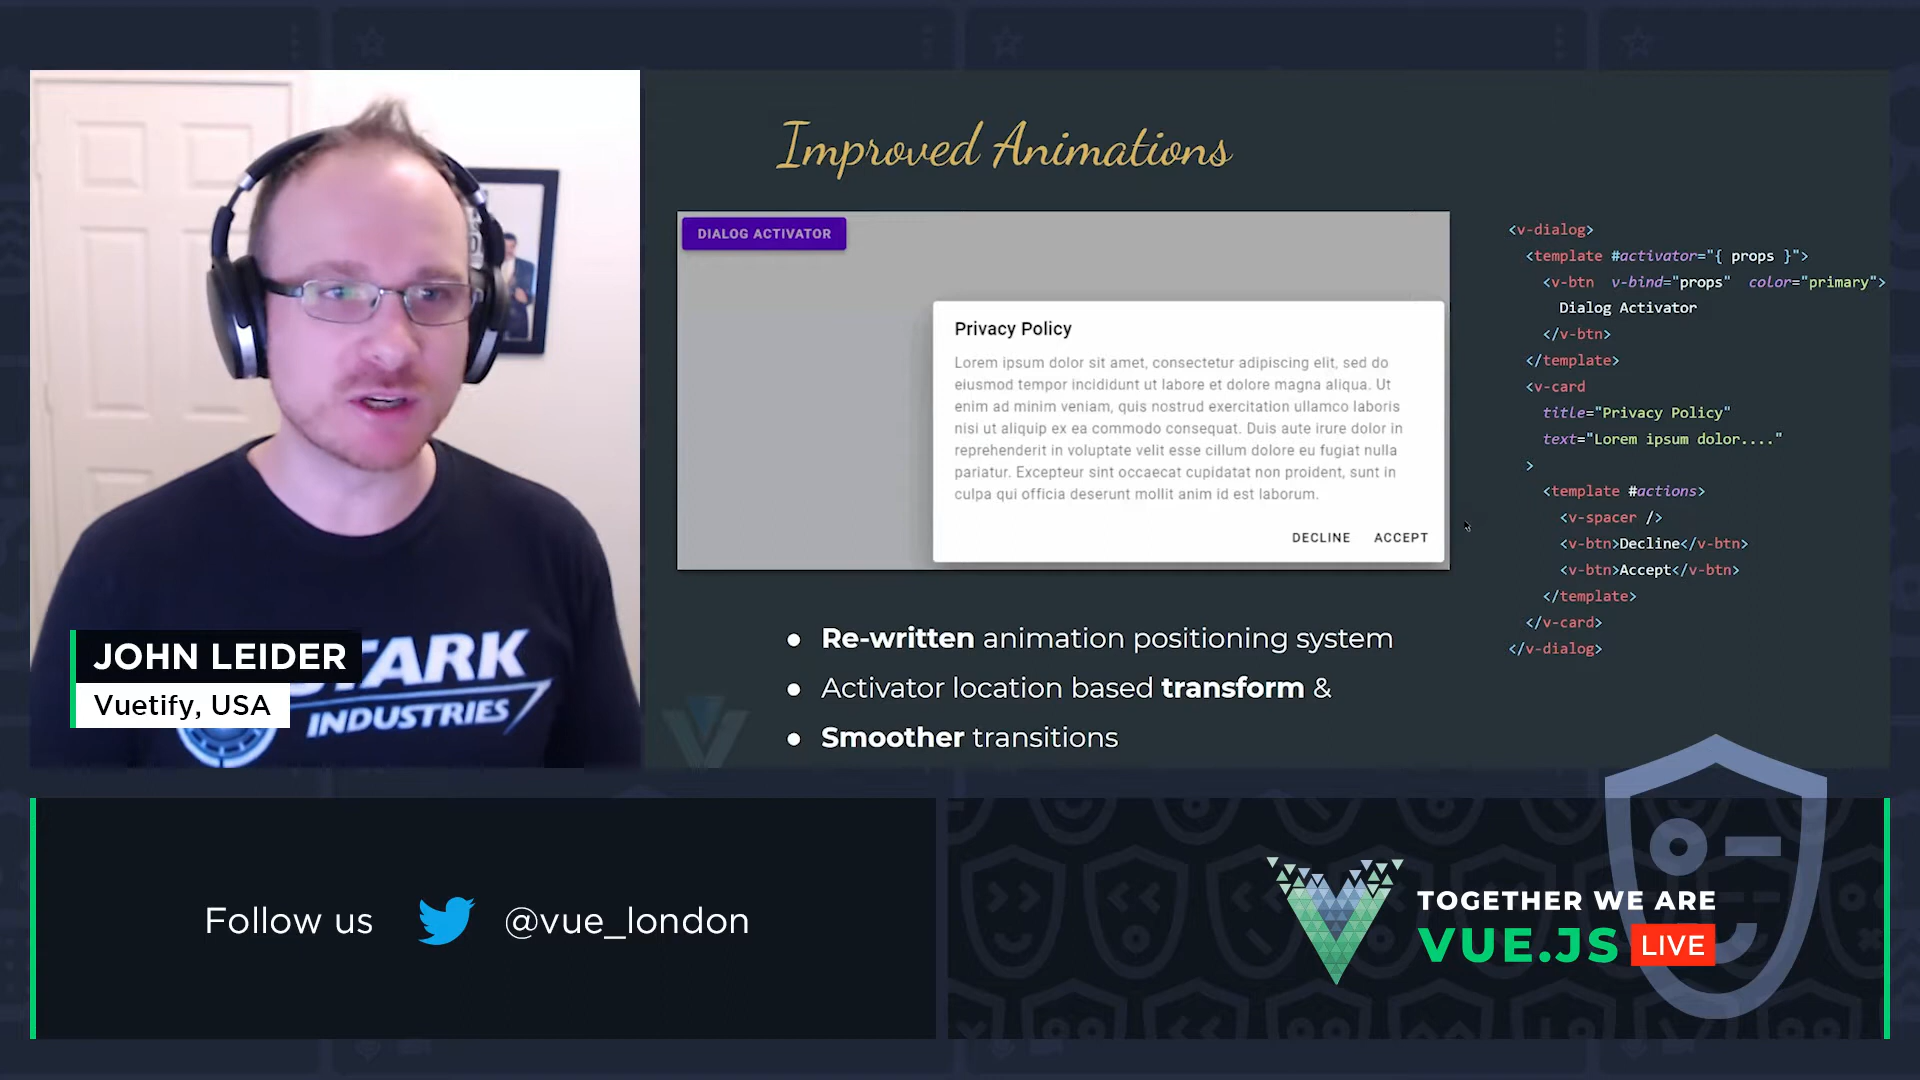 Improved Animations
DIALOG ACTIVATOR
Privacy Policy
Lorem ipsum dolor sit amet, consectetur adipiscing elit, sed do
eiusmod tempor incididunt ut labore et dolore magna aliqua. Ut
enim ad minim veniam, quis nostrud exercitation ullamco laboris
nisi ut aliquip ex ea commodo consequat. Duis aute irure dolor in
reprehenderit in voluptate velit esse cillum dolore eu fugiat nulla
pariatur. Excepteur sint occaecat cupidatat non proident, sunt in
culpa qui officia deserunt mollit anim id est laborum.
DECLINE ACCEPT
<v-dialog>
<template #activator="{ props }">
<v-btn v-bind="props" color="primary">
Dialog Activator
</v-btn>
</template>
<v-card
title="Privacy Policy"
text="Lorem ipsum dolor...."
>
<template #actions>
<v-spacer />
<v-btn>Decline</v-btn>
<v-btn>Accept</v-btn>
</template>
</v-card>
</v-dialog>
● Re-written animation positioning system
● Activator location based transform &
● Smoother transitions
JOHN LEIDER
Vuetify, USA
TARK
INDUSTRIES
Follow us @vue_london
TOGETHER WE ARE
VUE.JS LIVE